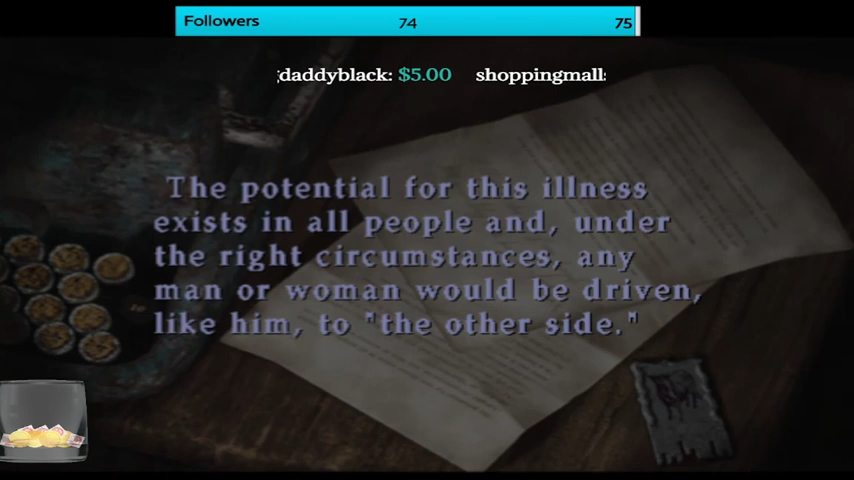 Followers 74 75
daddyblack: $5.00 shoppingmall
The potential for this illness
exists in all people and, under
the right circumstances, any
man or woman would be driven,
like him, to "the other side."